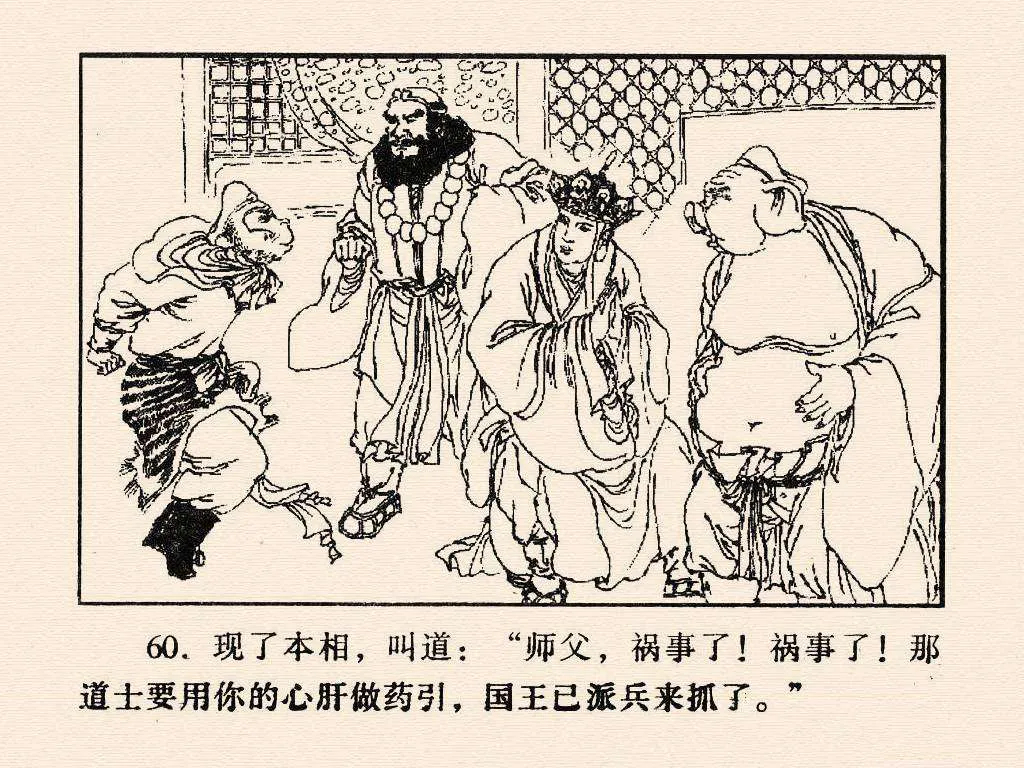 60. 现了本相，叫道：“师父，祸事了！祸事了！那
道士要用你的心肝做药引，国王已派兵来抓了。”